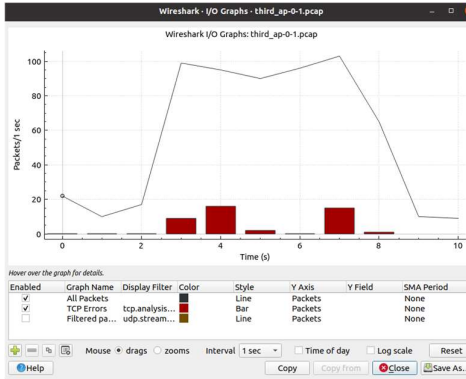 Wireshark - I/O Graphs - third_ap-0-1.pcap
Wireshark I/O Graphs: third_ap-0-1.pcap
100
80
60
40
20
0
Packets/1 sec
0 2 4 6 8 10
Time (s)
Hover over the graph for details.
Enabled Graph Name Display Filter Color Style Y Axis Y Field SMA Period
All Packets Line Packets None
TCP Errors tcp.analysis... Bar Packets None
Filtered pa... udp.stream... Line Packets None
Mouse drags zooms Interval 1 sec Time of day Log scale Reset
Help Copy Copy from Close Save As..